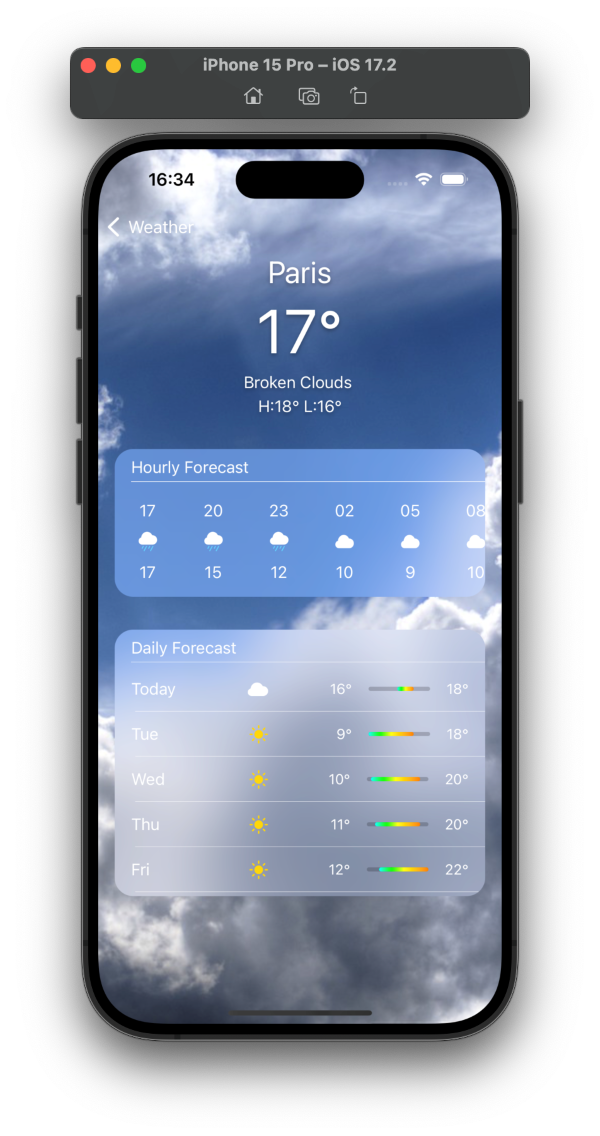 iPhone 15 Pro – iOS 17.2
16:34
Weather
Paris
17°
Broken Clouds
H:18° L:16°
Hourly Forecast
17 20 23 02 05 08
17 15 12 10 9 10
Daily Forecast
Today 16° 18°
Tue 9° 18°
Wed 10° 20°
Thu 11° 20°
Fri 12° 22°